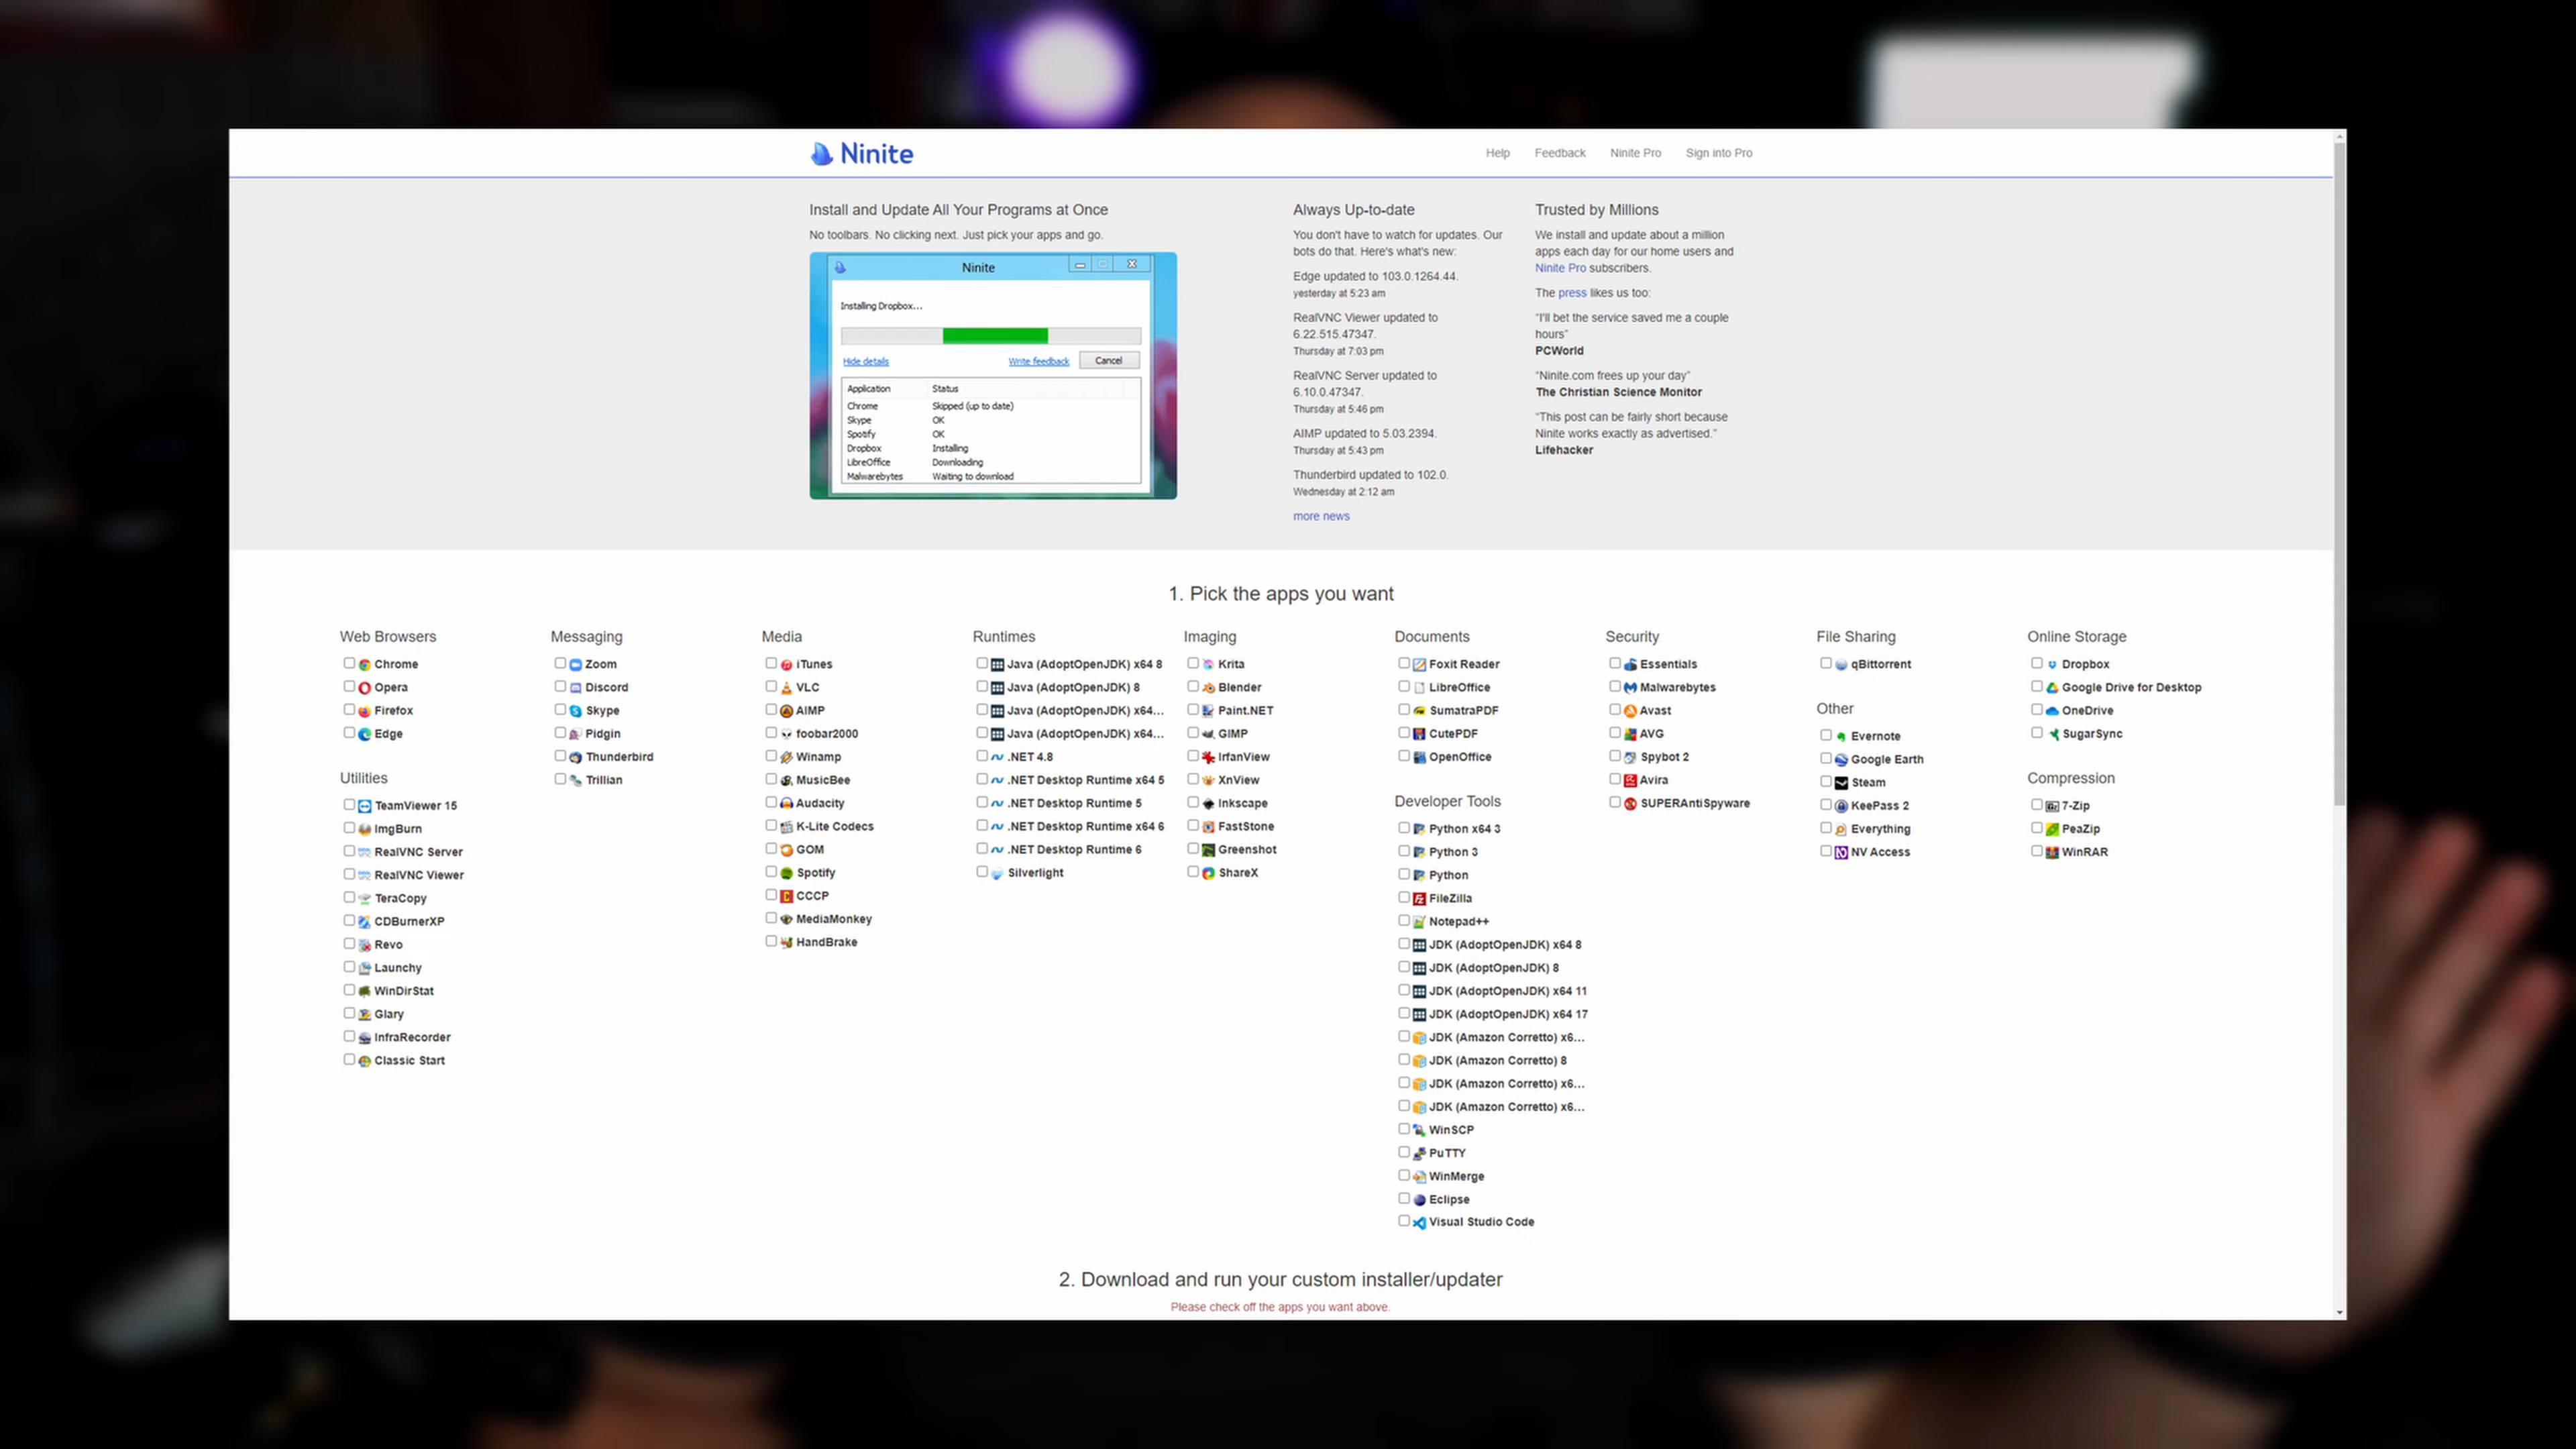 Ninite
Help
Feedback
Ninite Pro
Sign into Pro
Install and Update All Your Programs at Once
No toolbars. No clicking next. Just pick your apps and go.
Ninite
Installing Dropbox...
Hide details
Write feedback
Cancel
Application Status
Chrome Skipped (up to date)
Skype OK
Spotify OK
Dropbox Installing
LibreOffice Downloading
Malwarebytes Waiting to download
Always Up-to-date
You don't have to watch for updates. Our
bots do that. Here's what's new:
Edge updated to 103.0.1264.44.
yesterday at 5:23 am
RealVNC Viewer updated to
6.22.515.47347.
Thursday at 7:03 pm
RealVNC Server updated to
6.10.0.47347.
Thursday at 5:46 pm
AIMP updated to 5.03.2394.
Thursday at 5:43 pm
Thunderbird updated to 102.0.
Wednesday at 2:12 am
more news
Trusted by Millions
We install and update about a million
apps each day for our home users and
Ninite Pro subscribers.
The press likes us too:
"I'll bet the service saved me a couple
hours"
PCWorld
"Ninite.com frees up your day"
The Christian Science Monitor
"This post can be fairly short because
Ninite works exactly as advertised."
Lifehacker
1. Pick the apps you want
Web Browsers
Chrome
Opera
Firefox
Edge
Utilities
TeamViewer 15
ImgBurn
RealVNC Server
RealVNC Viewer
TeraCopy
CDBurnerXP
Revo
Launchy
WinDirStat
Glary
InfraRecorder
Classic Start
Messaging
Zoom
Discord
Skype
Pidgin
Thunderbird
Trillian
Media
iTunes
VLC
AIMP
foobar2000
Winamp
MusicBee
Audacity
K-Lite Codecs
GOM
Spotify
CCCP
MediaMonkey
HandBrake
Runtimes
Java (AdoptOpenJDK) x64 8
Java (AdoptOpenJDK) 8
Java (AdoptOpenJDK) x64...
Java (AdoptOpenJDK) x64...
.NET 4.8
.NET Desktop Runtime x64 5
.NET Desktop Runtime 5
.NET Desktop Runtime x64 6
.NET Desktop Runtime 6
Silverlight
Imaging
Krita
Blender
Paint.NET
GIMP
IrfanView
XnView
Inkscape
FastStone
Greenshot
ShareX
Documents
Foxit Reader
LibreOffice
SumatraPDF
CutePDF
OpenOffice
Developer Tools
Python x64 3
Python 3
Python
FileZilla
Notepad++
JDK (AdoptOpenJDK) x64 8
JDK (AdoptOpenJDK) 8
JDK (AdoptOpenJDK) x64 11
JDK (AdoptOpenJDK) x64 17
JDK (Amazon Corretto) x6...
JDK (Amazon Corretto) 8
JDK (Amazon Corretto) x6...
JDK (Amazon Corretto) x6...
WinSCP
PuTTY
WinMerge
Eclipse
Visual Studio Code
Security
Essentials
Malwarebytes
Avast
AVG
Spybot 2
Avira
SUPERAntiSpyware
File Sharing
qBittorrent
Other
Evernote
Google Earth
Steam
KeePass 2
Everything
NV Access
Online Storage
Dropbox
Google Drive for Desktop
OneDrive
SugarSync
Compression
7-Zip
PeaZip
WinRAR
2. Download and run your custom installer/updater
Please check off the apps you want above.